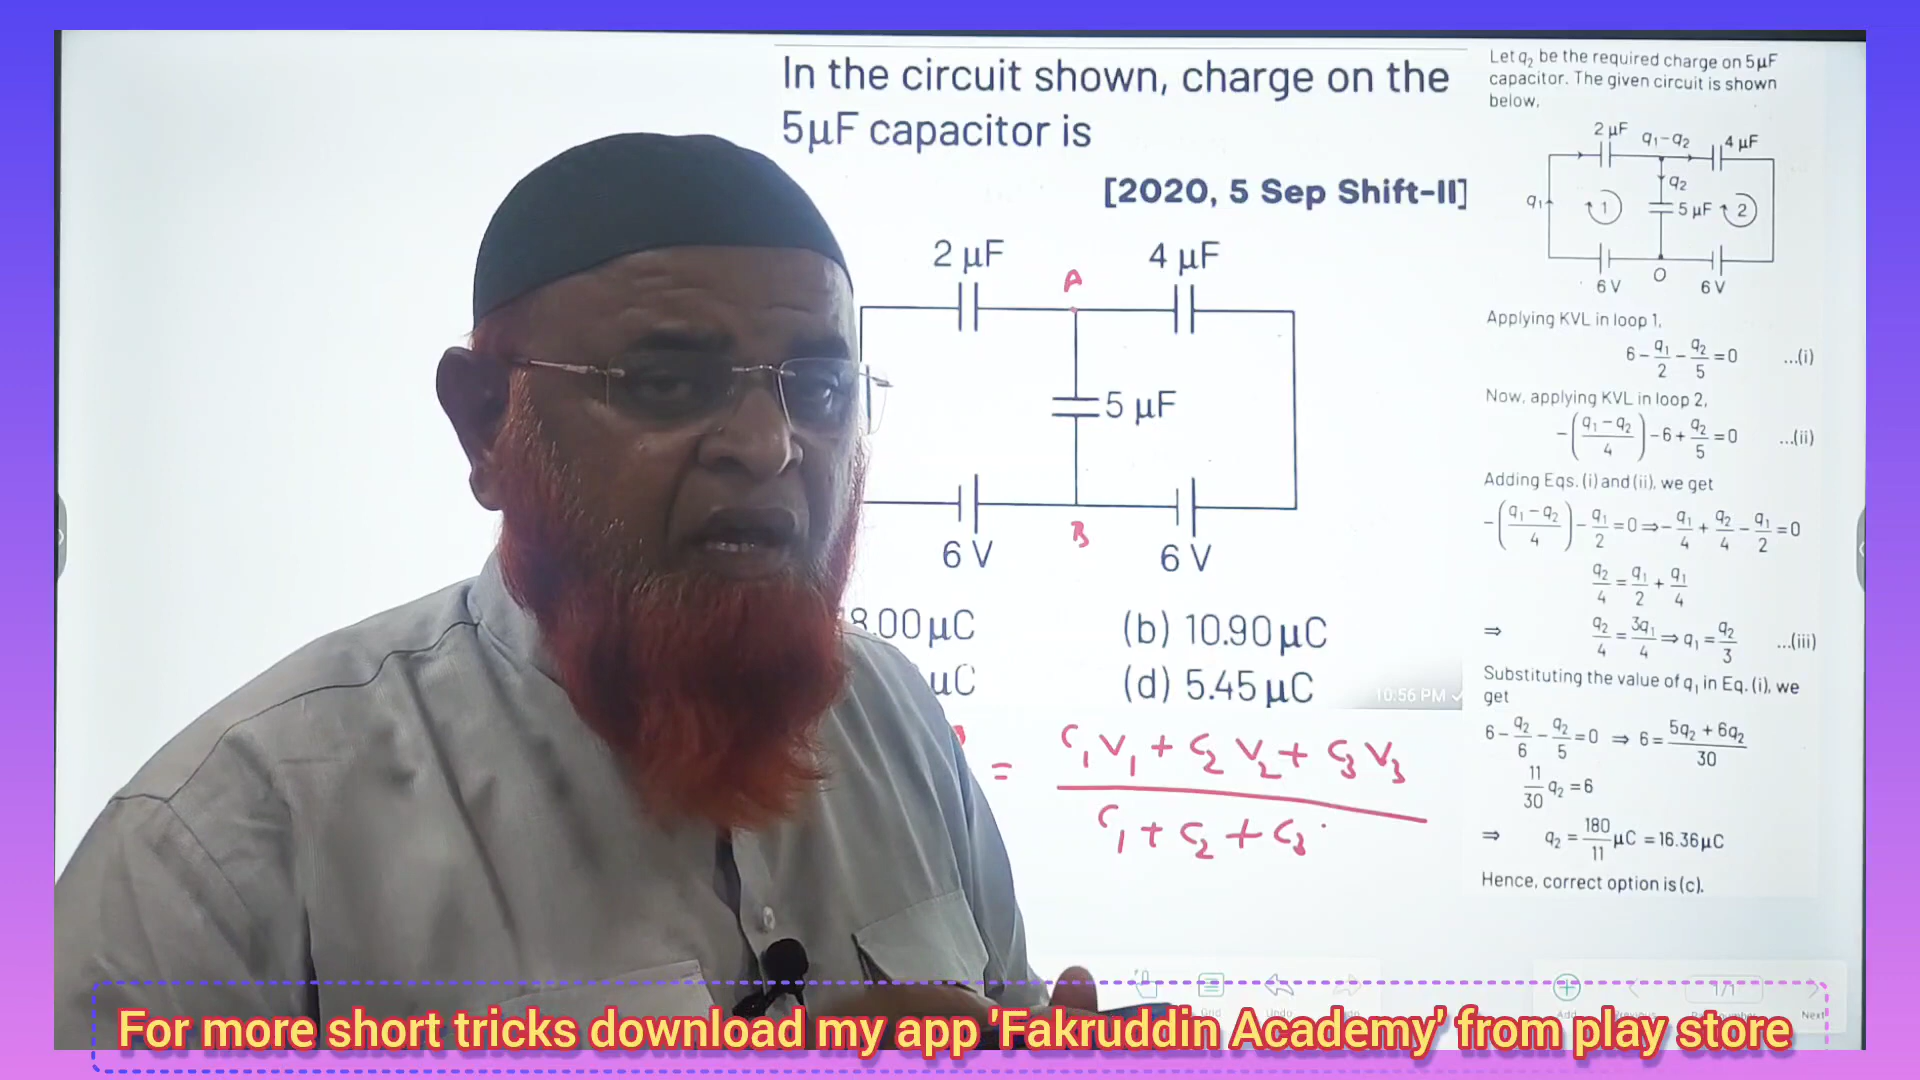 In the circuit shown, charge on the
5μF capacitor is
[2020, 5 Sep Shift-II]
2 μF
A
4 μF
5 μF
6 V
B
6 V
8.00 μC
(b) 10.90 μC
μC
(d) 5.45 μC
10:56 PM
= C₁V₁ + C₂V₂ + C₃V₃
C₁ + C₂ + C₃
Let q₂ be the required charge on 5μF
capacitor. The given circuit is shown
below.
2 μF
q₁-q₂
4 μF
q₂
q₁
1
5 μF
2
6 V
O
6 V
Applying KVL in loop 1,
6 - q₁/2 - q₂/5 = 0 ...(i)
Now, applying KVL in loop 2,
-((q₁ - q₂)/4) - 6 + q₂/5 = 0 ...(ii)
Adding Eqs. (i) and (ii), we get
-((q₁ - q₂)/4) - q₁/2 = 0 ⇒ -q₁/4 + q₂/4 - q₁/2 = 0
q₂/4 = q₁/2 + q₁/4
⇒ q₂/4 = 3q₁/4 ⇒ q₁ = q₂/3 ...(iii)
Substituting the value of q₁ in Eq. (i), we
get
6 - q₂/6 - q₂/5 = 0 ⇒ 6 = (5q₂ + 6q₂)/30
11/30 q₂ = 6
⇒ q₂ = 180/11 μC = 16.36 μC
Hence, correct option is (c).
Grid
Undo
Add
1/1
Next
For more short tricks download my app 'Fakruddin Academy' from play store